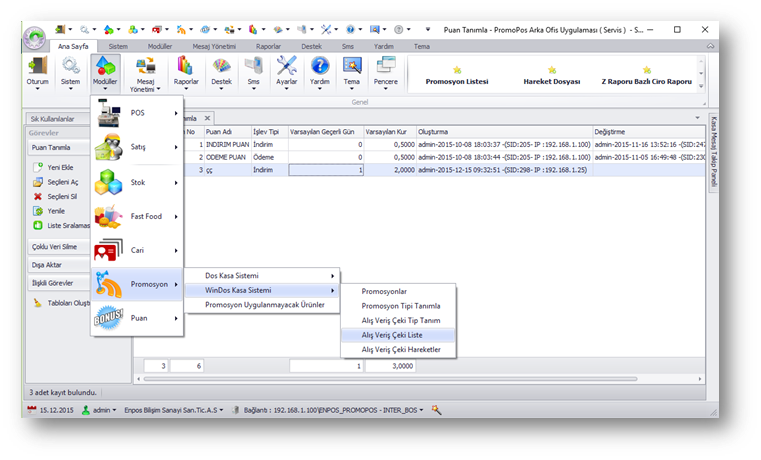 Puan Tanımla - PromoPos Arka Ofis Uygulaması ( Servis ) - S...
Ana Sayfa Sistem Modüller Mesaj Yönetimi Raporlar Destek Sms Yardım Tema
Oturum Sistem Modüller Mesaj Yönetimi Raporlar Destek Sms Ayarlar Yardım Tema Pencere Promosyon Listesi Hareket Dosyası Z Raporu Bazlı Ciro Raporu
Genel
Sık Kullanılanlar
Görevler
Puan Tanımla
Yeni Ekle
Seçileni Aç
Seçileni Sil
Yenile
Liste Sıralaması
Çoklu Veri Silme
Dışa Aktar
İlişkili Görevler
Tabloları Oluştu
POS
Satış
Stok
Fast Food
Cari
Promosyon
BONUS!
Puan
Dos Kasa Sistemi
WinDos Kasa Sistemi
Promosyon Uygulanmayacak Ürünler
Promosyonlar
Promosyon Tipi Tanımla
Alış Veriş Çeki Tip Tanım
Alış Veriş Çeki Liste
Alış Veriş Çeki Hareketler
ımla
No Puan Adı İşlev Tipi Varsayılan Geçerli Gün Varsayılan Kur Oluşturma Değiştirme
1 INDIRIM PUAN İndirim 0 0,5000 admin-2015-10-08 18:03:37 -(SID:205- IP :192.168.1.100) admin-2015-11-16 13:52:16 -(SID:247
2 ODEME PUAN Ödeme 0 0,5000 admin-2015-10-08 18:03:44 -(SID:205- IP :192.168.1.100) admin-2015-11-05 16:49:48 -(SID:230
3 çç İndirim 1 2,0000 admin-2015-12-15 09:32:51 -(SID:298- IP :192.168.1.25)
3 6 1 3,0000
Kasa Mesaj Takip Paneli
3 adet kayıt bulundu.
15.12.2015 admin Enpos Bilişim Sanayi San.Tic.A.S Bağlantı : 192.168.1.100\ENPOS_PROMOPOS - INTER_BOS